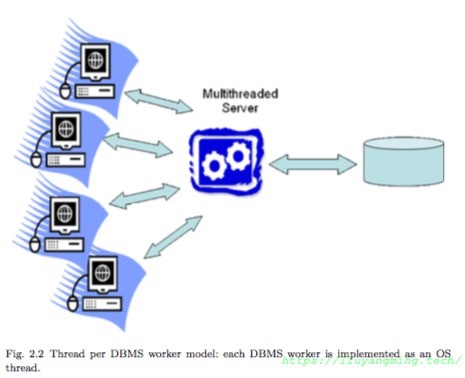 Multithreaded
Server
Fig. 2.2 Thread per DBMS worker model: each DBMS worker is implemented as an OS
thread.
https://liuyangming.tech/